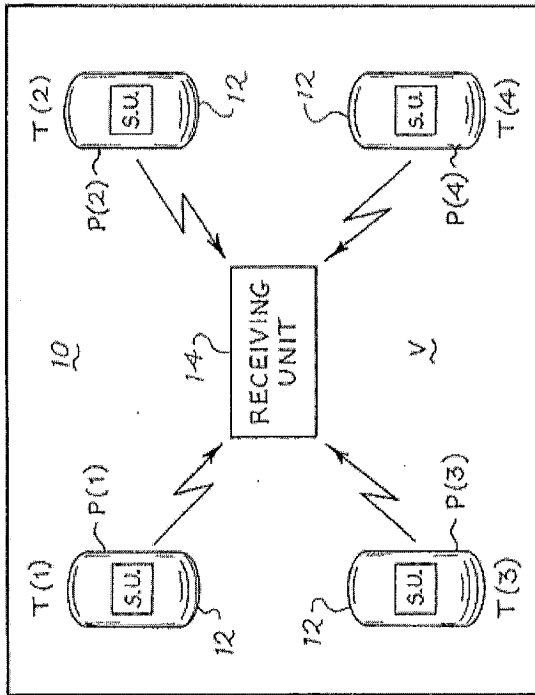 T(1)
P(1)
S.U.
12
10
T(2)
P(2)
S.U.
12
14
RECEIVING
UNIT
12
S.U.
P(3)
T(3)
V
12
S.U.
P(4)
T(4)